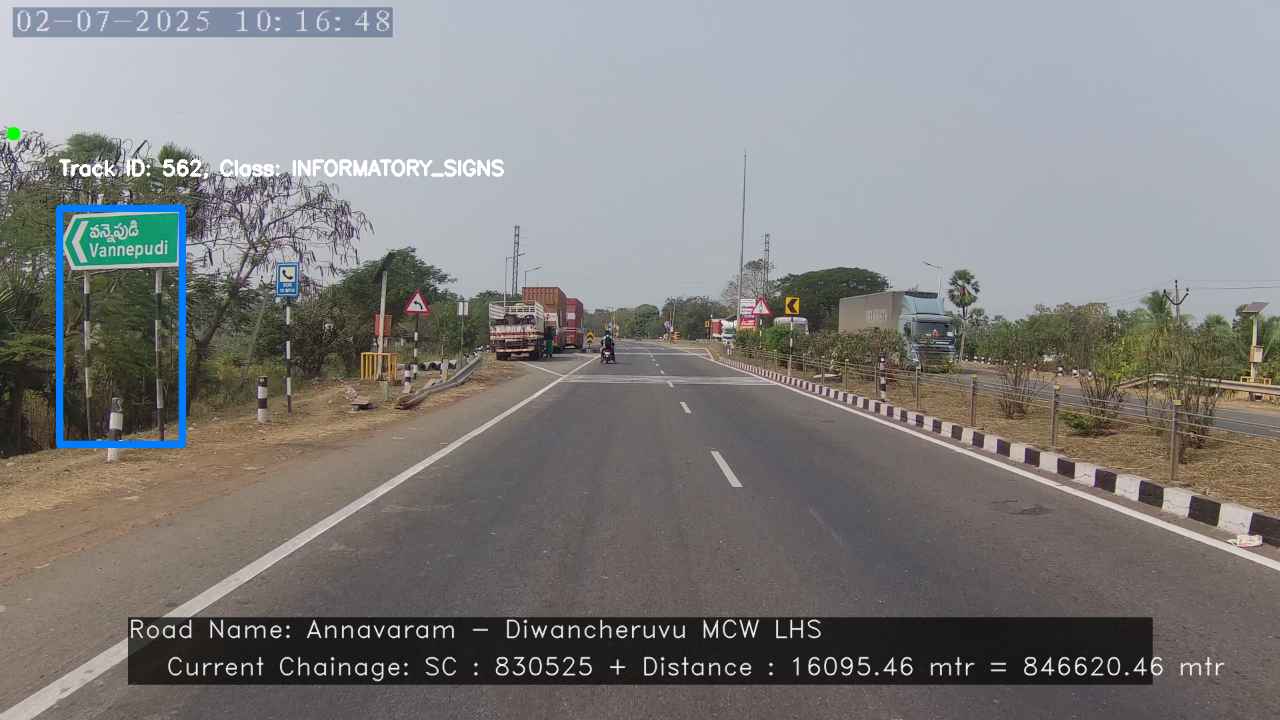 02-07-2025 10:16:48
Track ID: 562, Class: INFORMATORY_SIGNS
వన్నెపుడి
Vannepudi
SOS
Road Name: Annavaram - Diwancheruvu MCW LHS
Current Chainage: SC : 830525 + Distance : 16095.46 mtr = 846620.46 mtr